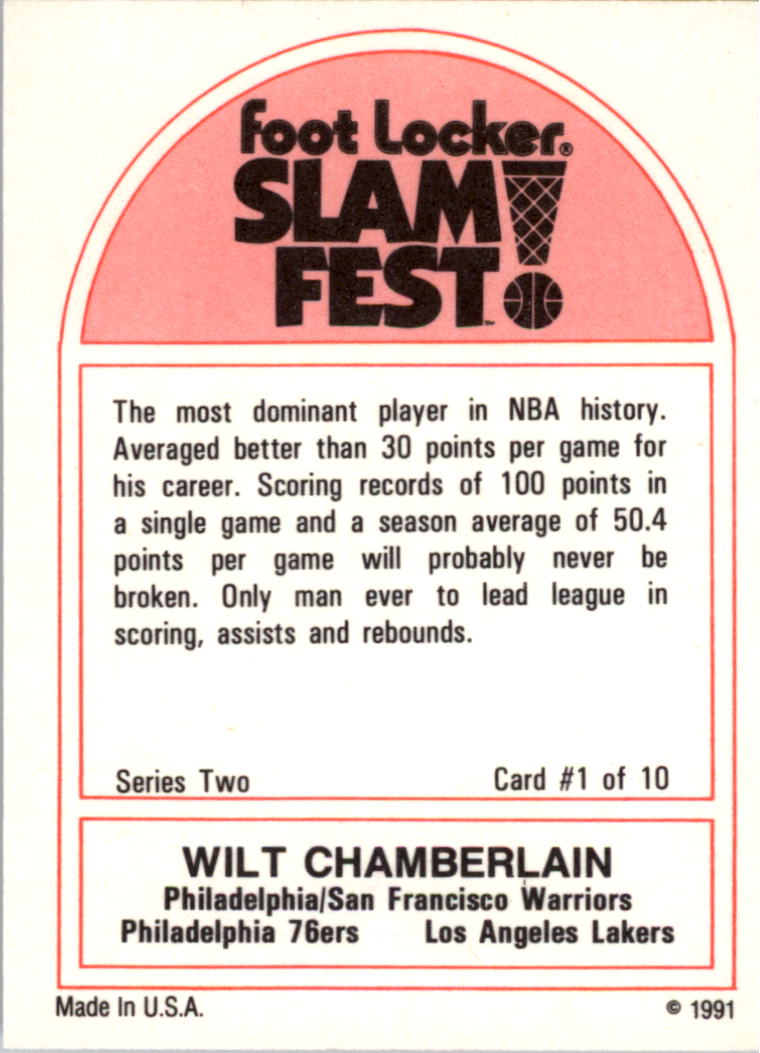 foot Locker®
SLAM
FEST!™
The most dominant player in NBA history.
Averaged better than 30 points per game for
his career. Scoring records of 100 points in
a single game and a season average of 50.4
points per game will probably never be
broken. Only man ever to lead league in
scoring, assists and rebounds.
Series Two Card #1 of 10
WILT CHAMBERLAIN
Philadelphia/San Francisco Warriors
Philadelphia 76ers Los Angeles Lakers
Made In U.S.A. © 1991